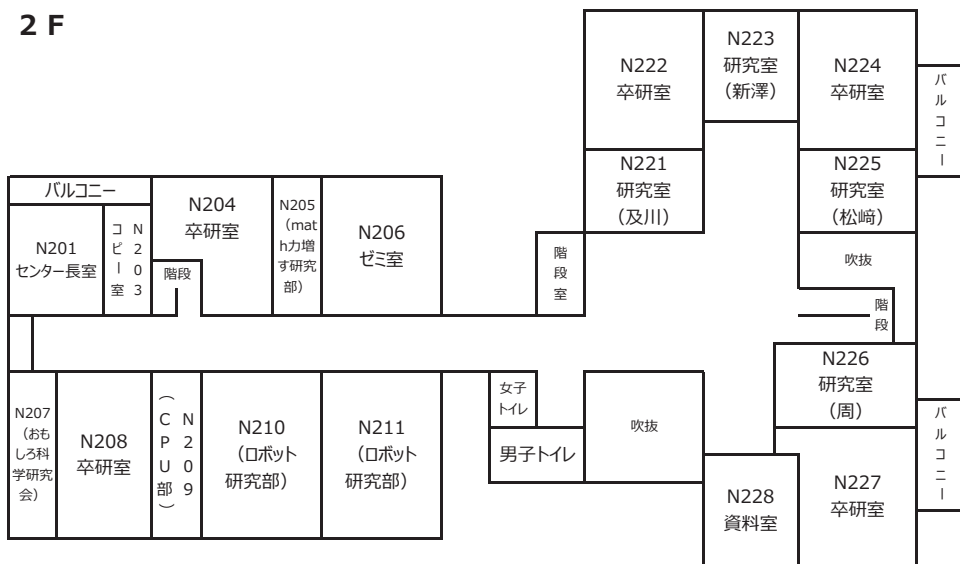 2 F
N222
卒研室
N223
研究室
（新澤）
N224
卒研室
バルコニー
N221
研究室
（及川）
N225
研究室
（松﨑）
バルコニー
N201
センター長室
N203
コピー室
N204
卒研室
階段
N205
（mat
h力増
す研究
部）
N206
ゼミ室
階段室
吹抜
階段
N207
（おも
しろ科
学研究
会）
N208
卒研室
N209
（CPU部）
N210
（ロボット
研究部）
N211
（ロボット
研究部）
女子
トイレ
男子トイレ
吹抜
N226
研究室
（周）
バルコニー
N228
資料室
N227
卒研室